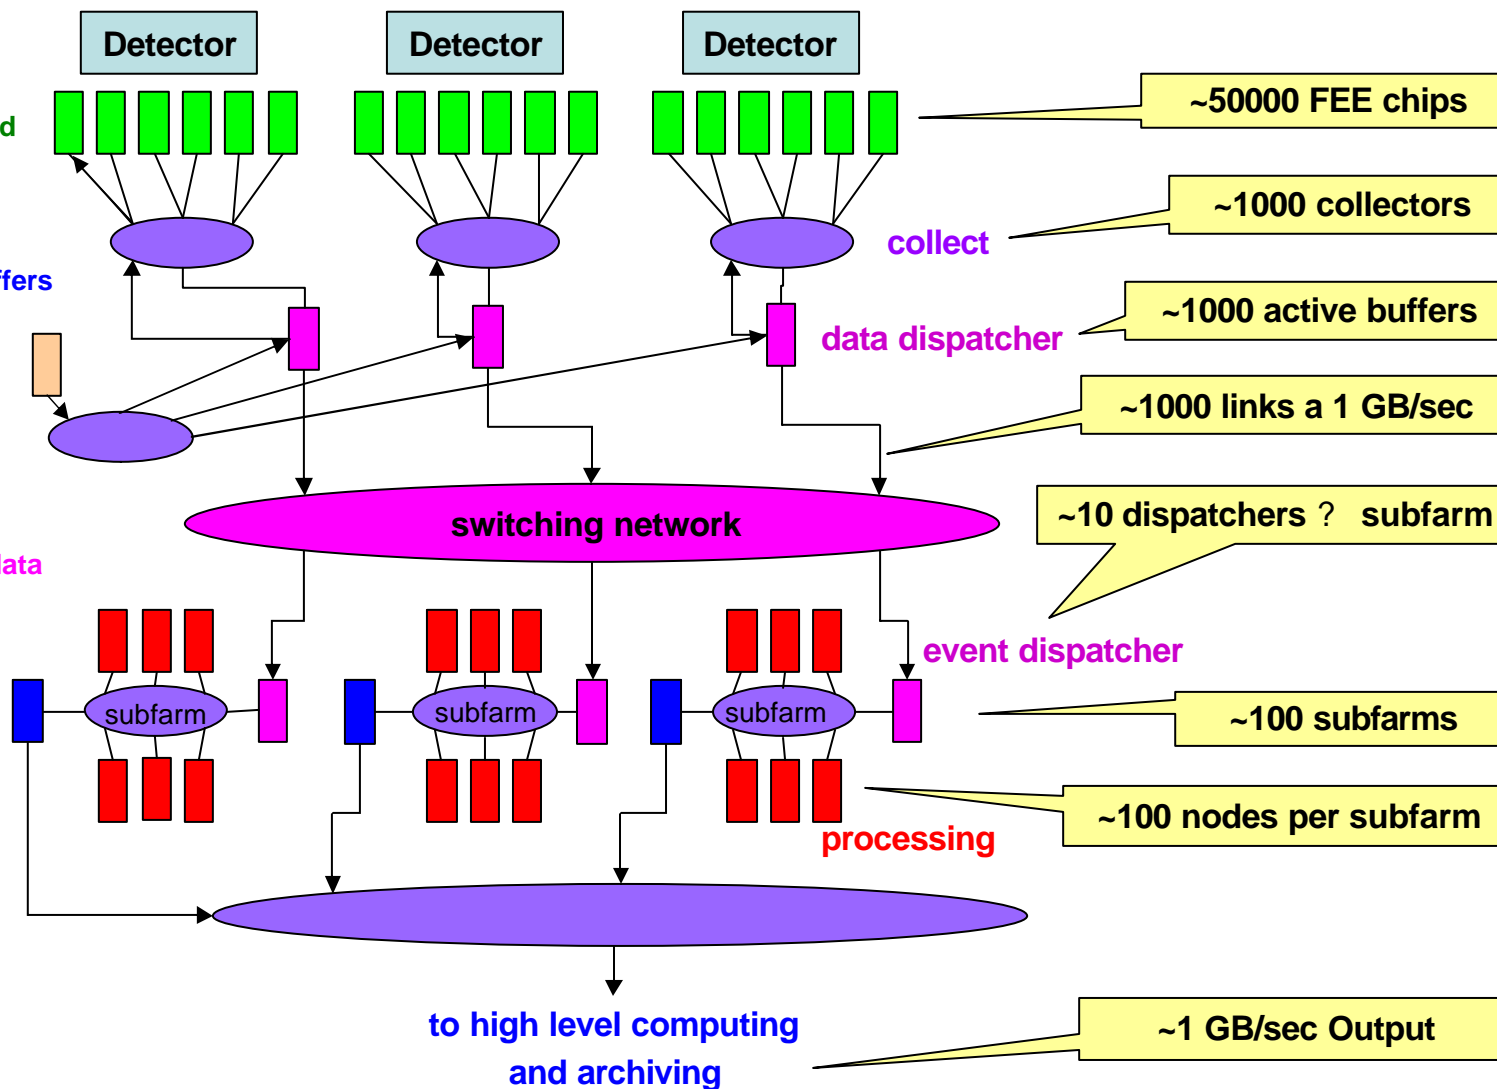 Detector
Detector
Detector
~50000 FEE chips
~1000 collectors
collect
~1000 active buffers
data dispatcher
~1000 links a 1 GB/sec
switching network
~10 dispatchers ? subfarm
event dispatcher
subfarm
subfarm
subfarm
~100 subfarms
~100 nodes per subfarm
processing
to high level computing
and archiving
~1 GB/sec Output